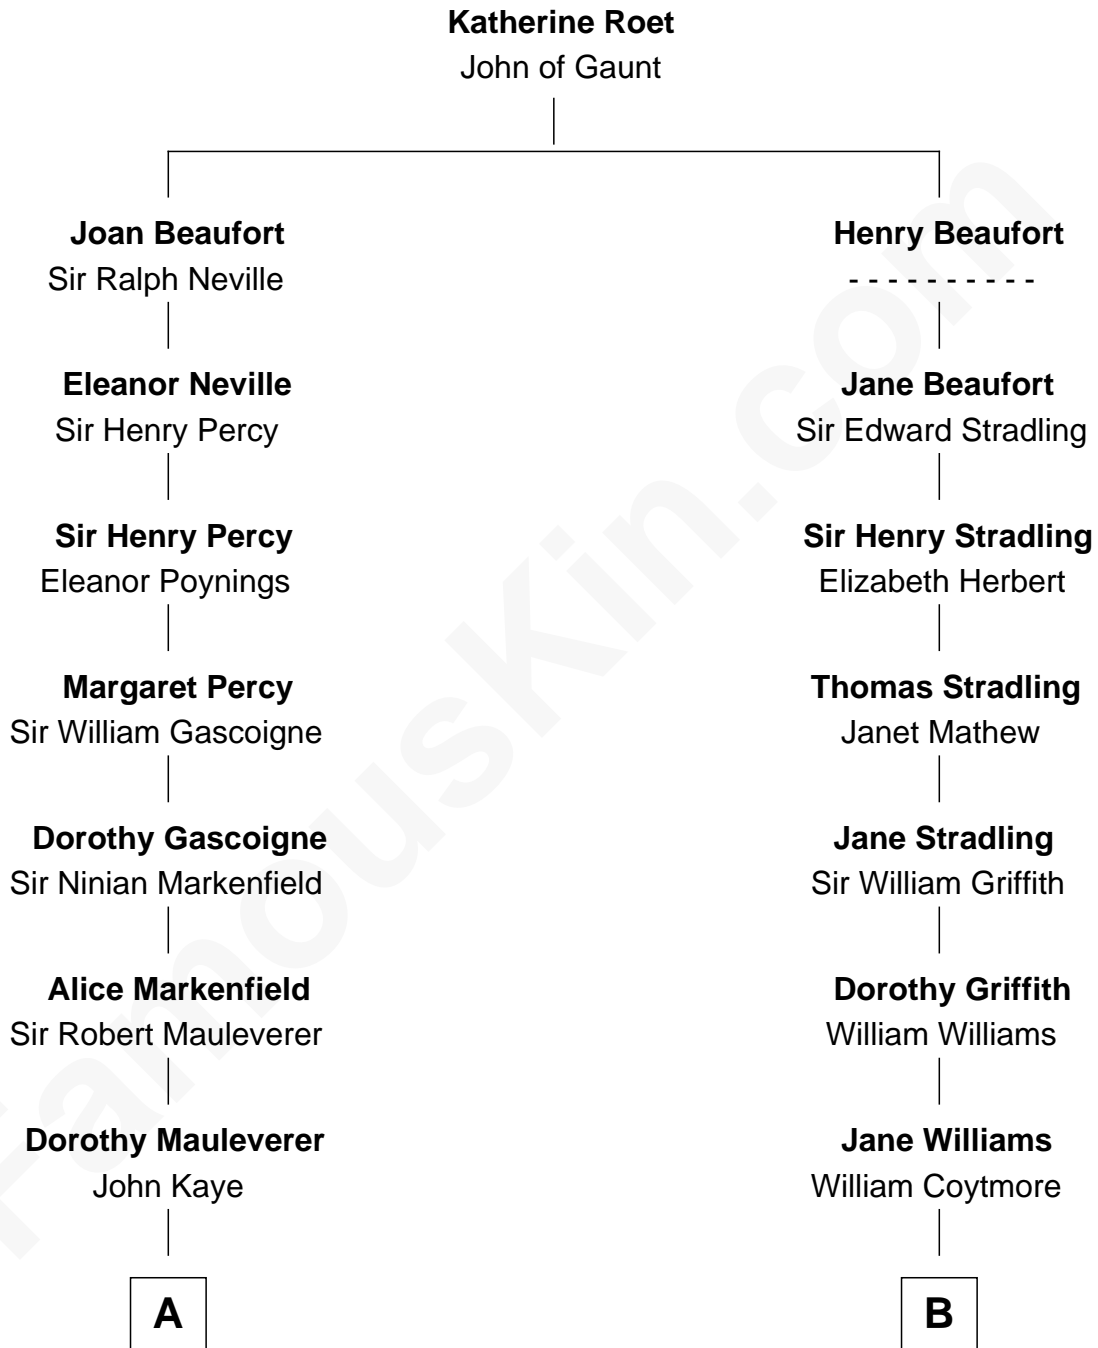 Katherine Roet
John of Gaunt
Joan Beaufort
Sir Ralph Neville
Henry Beaufort
- - - - - - - - - -
Eleanor Neville
Sir Henry Percy
Jane Beaufort
Sir Edward Stradling
Sir Henry Percy
Eleanor Poynings
Sir Henry Stradling
Elizabeth Herbert
Margaret Percy
Sir William Gascoigne
Thomas Stradling
Janet Mathew
Dorothy Gascoigne
Sir Ninian Markenfield
Jane Stradling
Sir William Griffith
Alice Markenfield
Sir Robert Mauleverer
Dorothy Griffith
William Williams
Dorothy Mauleverer
John Kaye
Jane Williams
William Coytmore
A
B
FamousKin.com